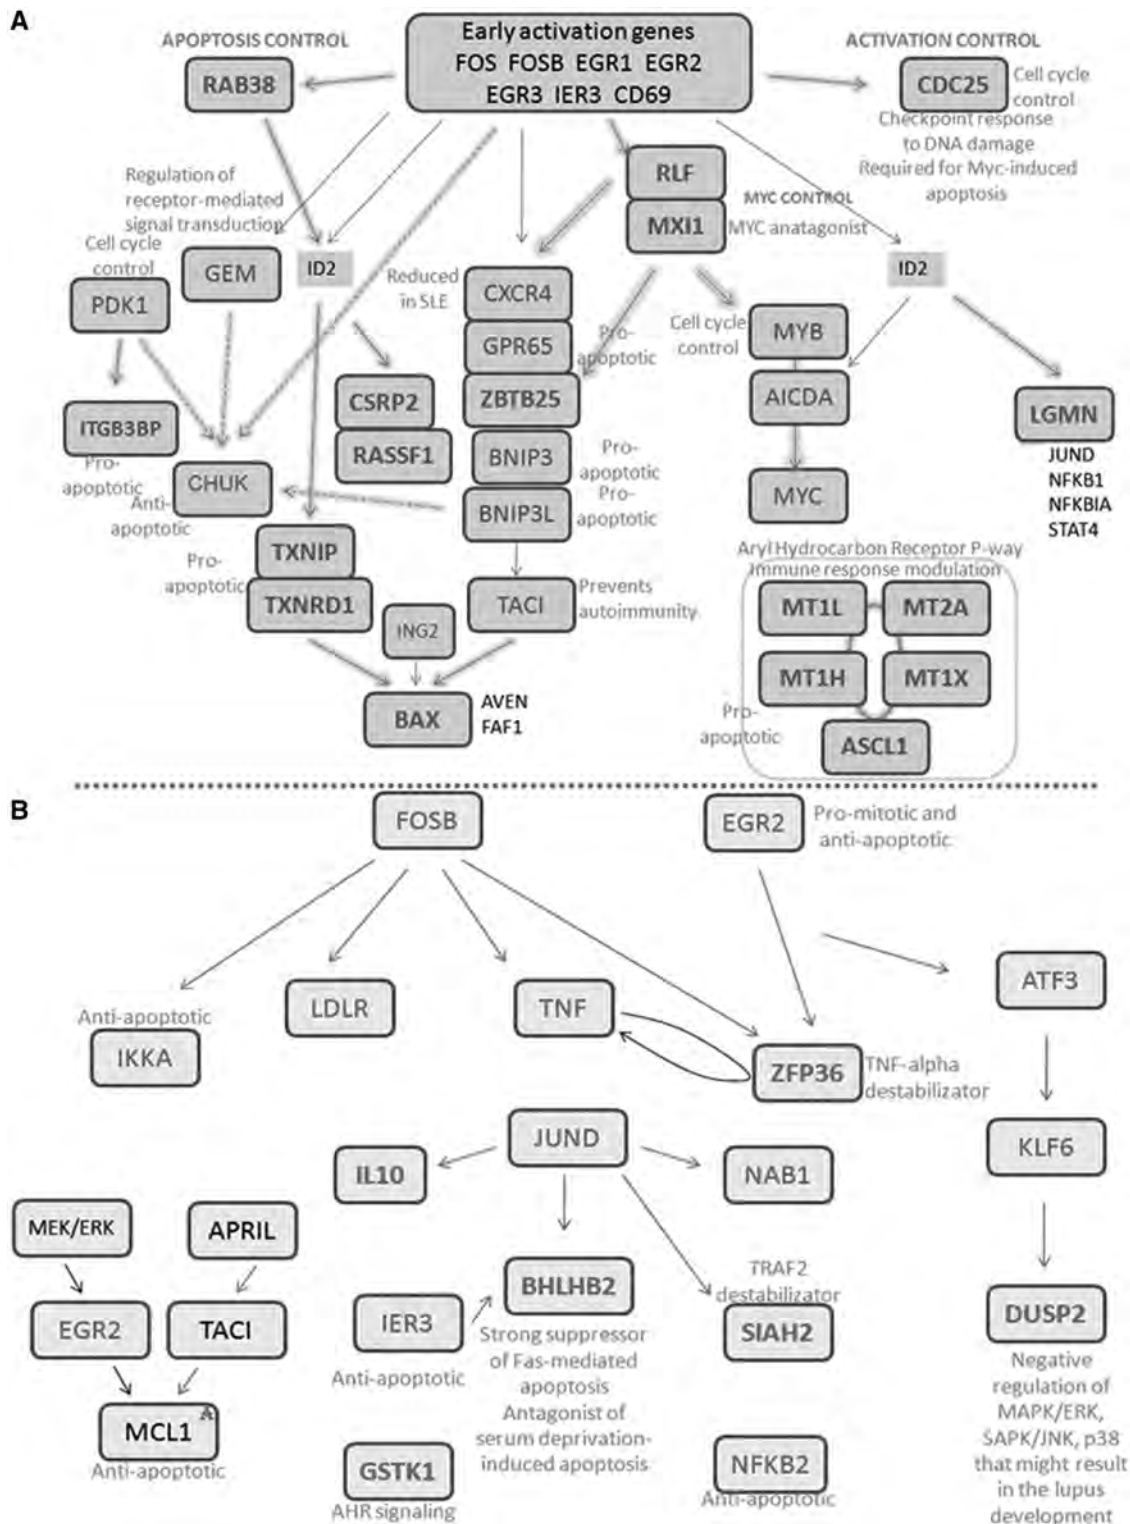 A
APOPTOSIS CONTROL
Early activation genes
FOS FOSB EGR1 EGR2
EGR3 IER3 CD69
ACTIVATION CONTROL
RAB38
CDC25
Cell cycle
control
Checkpoint response
to DNA damage
Required for Myc-induced
apoptosis
RLF
MYC CONTROL
MXI1
MYC anatagonist
Regulation of
receptor-mediated
signal transduction
Cell cycle
control
GEM
ID2
ID2
PDK1
Reduced
in SLE
CXCR4
GPR65
Pro-
apoptotic
Cell cycle
control
MYB
ZBTB25
AICDA
CSRP2
RASSF1
ITGB3BP
Pro-
apoptotic
LGMN
JUND
NFKB1
NFKBIA
STAT4
BNIP3
Pro-
apoptotic
CHUK
Anti-
apoptotic
BNIP3L
Pro-
apoptotic
MYC
TXNIP
Pro-
apoptotic
TXNRD1
TACI
Prevents
autoimmunity
ING2
Aryl Hydrocarbon Receptor P-way
Immune response modulation
MT1L
MT2A
MT1H
MT1X
Pro-
apoptotic
ASCL1
BAX
AVEN
FAF1
B
FOSB
EGR2
Pro-mitotic and
anti-apoptotic
Anti-apoptotic
IKKA
LDLR
TNF
ATF3
ZFP36
TNF-alpha
destabilizator
JUND
IL10
NAB1
KLF6
MEK/ERK
APRIL
EGR2
TACI
MCL1
A
Anti-apoptotic
IER3
Anti-apoptotic
BHLHB2
Strong suppressor
of Fas-mediated
apoptosis
Antagonist of
serum deprivation-
induced apoptosis
TRAF2
destabilizator
SIAH2
DUSP2
Negative
regulation of
MAPK/ERK,
SAPK/JNK, p38
that might result
in the lupus
development
GSTK1
AHR signaling
NFKB2
Anti-apoptotic